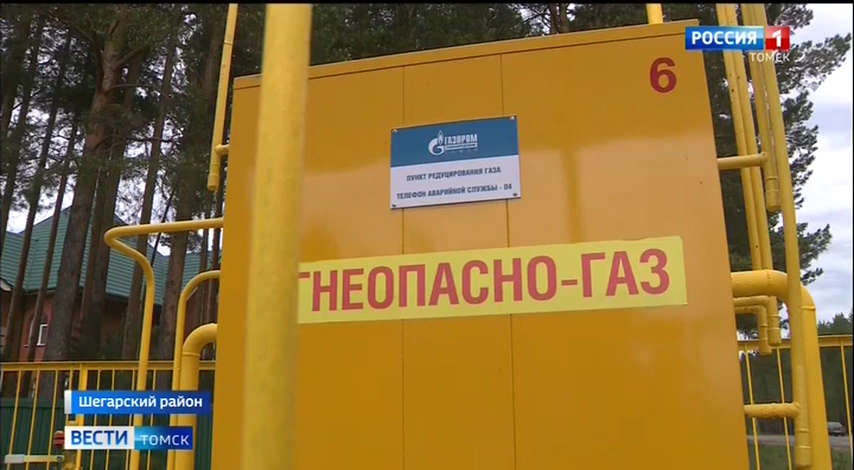 РОССИЯ 1
ТОМСК
6
ГАЗПРОМ
ПУНКТ РЕДУЦИРОВАНИЯ ГАЗА
ТЕЛЕФОН АВАРИЙНОЙ СЛУЖБЫ - 04
ГНЕОПАСНО-ГАЗ
Шегарский район
ВЕСТИ ТОМСК